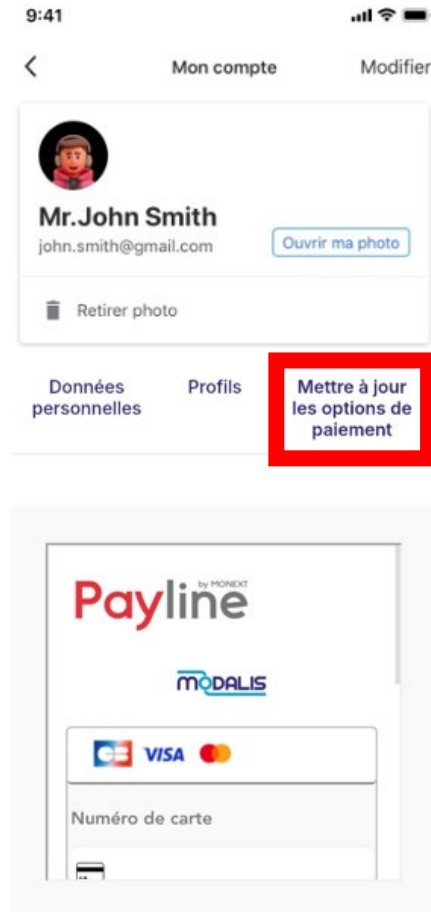 9:41
Mon compte
Modifier
Mr.John Smith
john.smith@gmail.com
Ouvrir ma photo
Retirer photo
Données
personnelles
Profils
Mettre à jour
les options de
paiement
Payline
by MONEXT
MODALIS
CB VISA
Numéro de carte